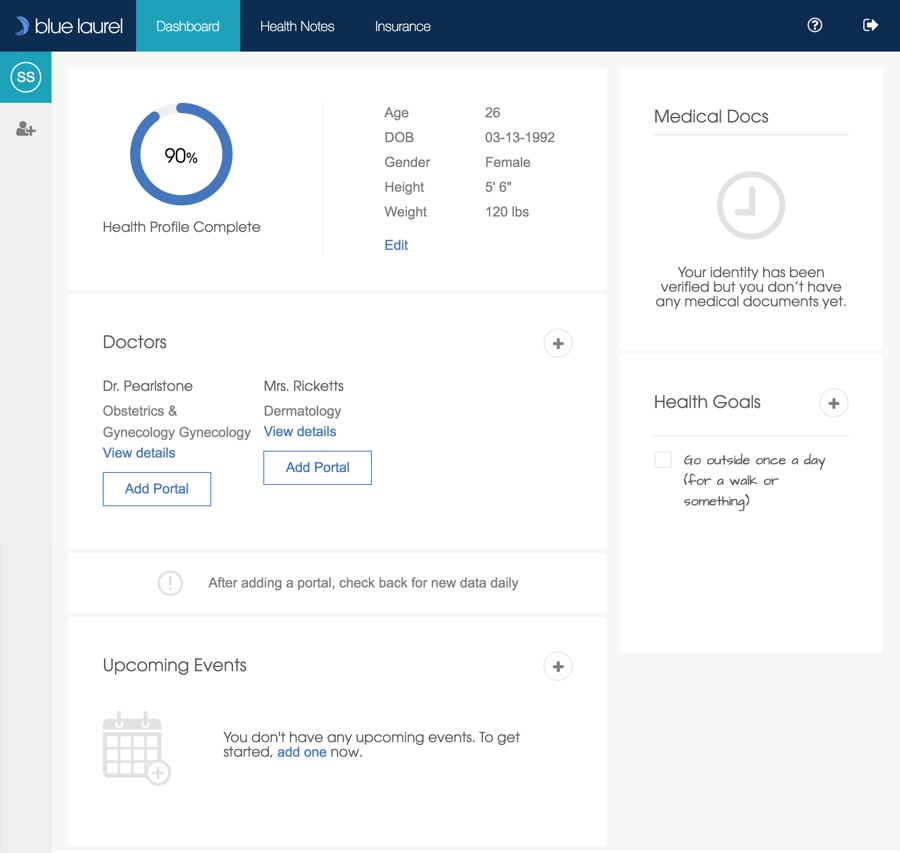 blue laurel
Dashboard
Health Notes
Insurance
?
SS
90%
Health Profile Complete
Age 26
DOB 03-13-1992
Gender Female
Height 5' 6"
Weight 120 lbs
Edit
Medical Docs
Your identity has been
verified but you don't have
any medical documents yet.
Doctors
+
Dr. Pearlstone
Obstetrics &
Gynecology Gynecology
View details
Add Portal
Mrs. Ricketts
Dermatology
View details
Add Portal
Health Goals
+
Go outside once a day
(for a walk or
something)
!
After adding a portal, check back for new data daily
Upcoming Events
+
You don't have any upcoming events. To get
started, add one now.